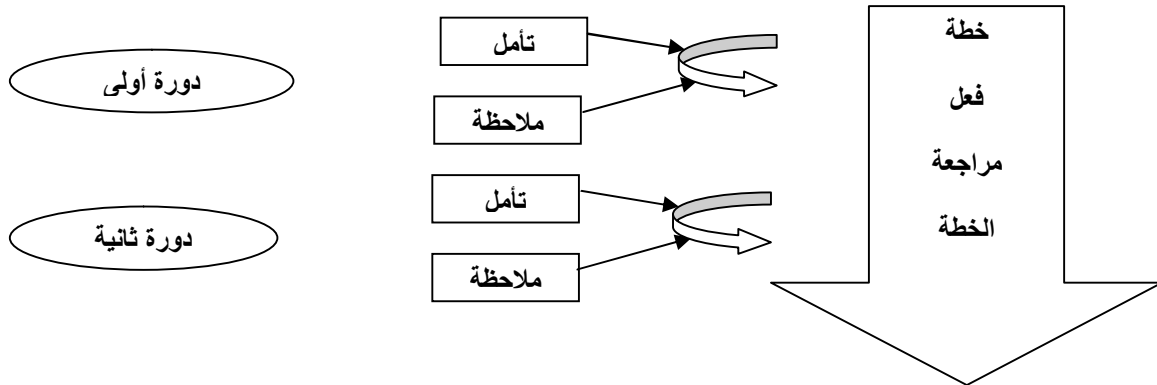 خطة
فعل
مراجعة
الخطة
تأمل
ملاحظة
دورة أولى
تأمل
ملاحظة
دورة ثانية